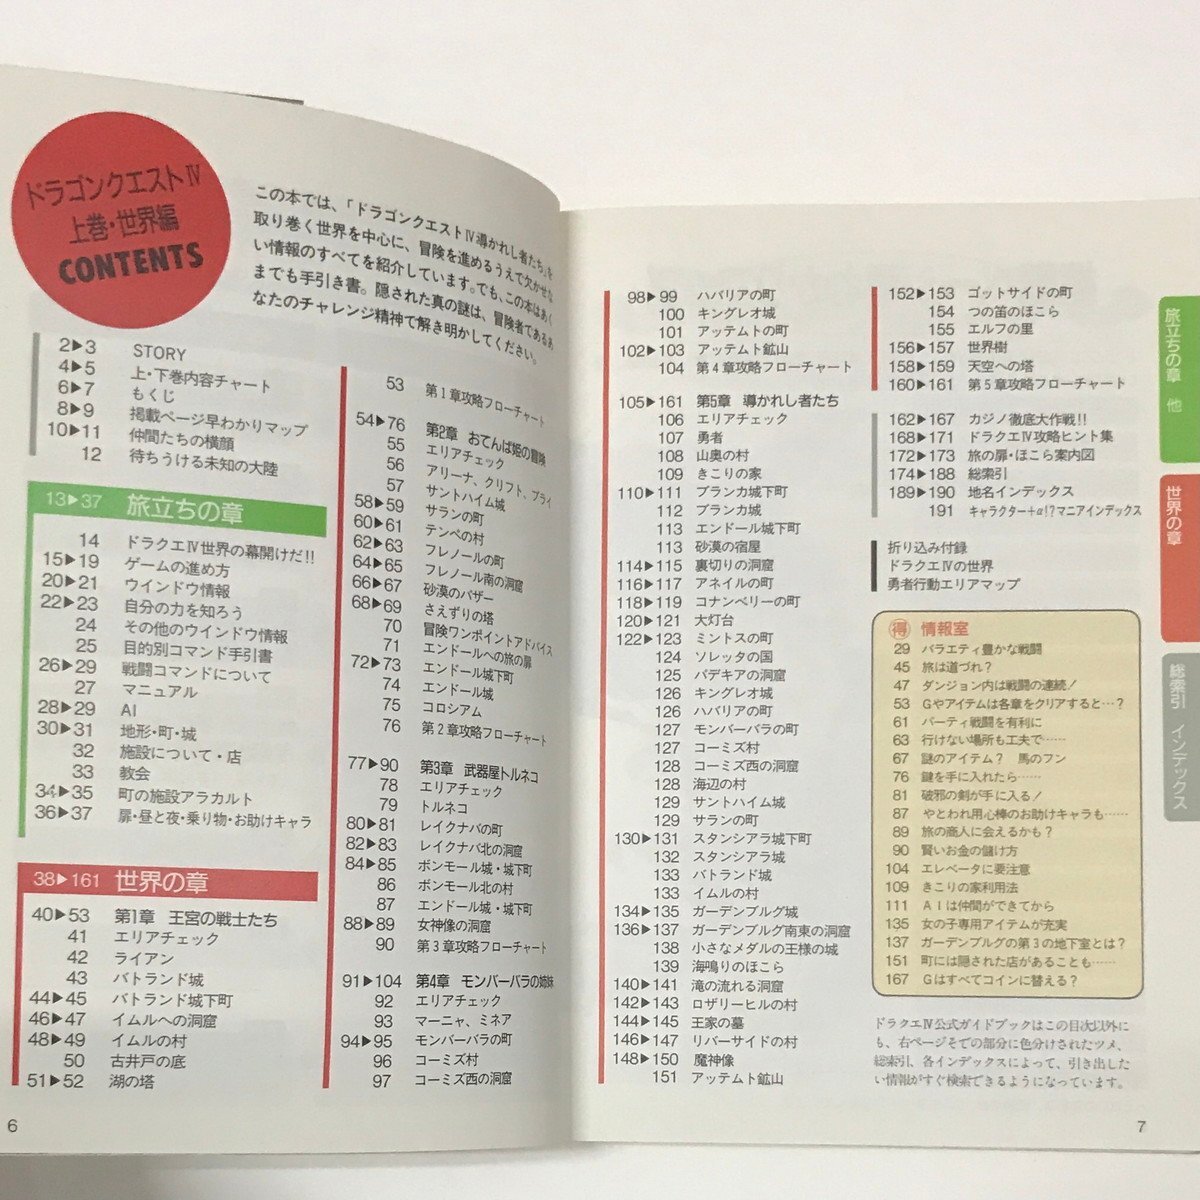 ドラゴンクエストⅣ
上巻・世界編
CONTENTS
この本では、「ドラゴンクエストⅣ導かれし者たち」を
取り巻く世界を中心に、冒険を進めるうえで欠かせな
い情報のすべてを紹介しています。でも、この本はあく
までも手引き書。隠された真の謎は、冒険者であるあ
なたのチャレンジ精神で解き明かしてください。
2▶3 STORY
4▶5 上・下巻内容チャート
6▶7 もくじ
8▶9 掲載ページ早わかりマップ
10▶11 仲間たちの横顔
12 待ちうける未知の大陸
13▶37 旅立ちの章
14 ドラクエⅣ世界の幕開けだ!!
15▶19 ゲームの進め方
20▶21 ウインドウ情報
22▶23 自分の力を知ろう
24 その他のウインドウ情報
25 目的別コマンド手引書
26▶29 戦闘コマンドについて
27 マニュアル
28▶29 AI
30▶31 地形・町・城
32 施設について・店
33 教会
34▶35 町の施設アラカルト
36▶37 扉・昼と夜・乗り物・お助けキャラ
38▶161 世界の章
40▶53 第1章 王宮の戦士たち
41 エリアチェック
42 ライアン
43 バトランド城
44▶45 バトランド城下町
46▶47 イムルへの洞窟
48▶49 イムルの村
50 古井戸の底
51▶52 湖の塔
53 第1章攻略フローチャート
54▶76 第2章 おてんば姫の冒険
55 エリアチェック
56 アリーナ、クリフト、ブライ
57 サントハイム城
58▶59 サランの町
60▶61 テンペの村
62▶63 フレノールの町
64▶65 フレノール南の洞窟
66▶67 砂漠のバザー
68▶69 さえずりの塔
70 冒険ワンポイントアドバイス
71 エンドールへの旅の扉
72▶73 エンドール城下町
74 エンドール城
75 コロシアム
76 第2章攻略フローチャート
77▶90 第3章 武器屋トルネコ
78 エリアチェック
79 トルネコ
80▶81 レイクナバの町
82▶83 レイクナバ北の洞窟
84▶85 ボンモール城・城下町
86 ボンモール北の村
87 エンドール城・城下町
88▶89 女神像の洞窟
90 第3章攻略フローチャート
91▶104 第4章 モンバーバラの姉妹
92 エリアチェック
93 マーニャ、ミネア
94▶95 モンバーバラの町
96 コーミズ村
97 コーミズ西の洞窟
6
98▶99 ハバリアの町
100 キングレオ城
101 アッテムトの町
102▶103 アッテムト鉱山
104 第4章攻略フローチャート
105▶161 第5章 導かれし者たち
106 エリアチェック
107 勇者
108 山奥の村
109 きこりの家
110▶111 ブランカ城下町
112 ブランカ城
113 エンドール城下町
113 砂漠の宿屋
114▶115 裏切りの洞窟
116▶117 アネイルの町
118▶119 コナンベリーの町
120▶121 大灯台
122▶123 ミントスの町
124 ソレッタの国
125 パデキアの洞窟
126 キングレオ城
126 ハバリアの町
127 モンバーバラの町
127 コーミズ村
128 コーミズ西の洞窟
128 海辺の村
129 サントハイム城
129 サランの町
130▶131 スタンシアラ城下町
132 スタンシアラ城
133 バトランド城
133 イムルの村
134▶135 ガーデンブルグ城
136▶137 ガーデンブルグ南東の洞窟
138 小さなメダルの王様の城
139 海鳴りのほこら
140▶141 滝の流れる洞窟
142▶143 ロザリーヒルの村
144▶145 王家の墓
146▶147 リバーサイドの村
148▶150 魔神像
151 アッテムト鉱山
152▶153 ゴットサイドの町
154 つの笛のほこら
155 エルフの里
156▶157 世界樹
158▶159 天空への塔
160▶161 第5章攻略フローチャート
162▶167 カジノ徹底大作戦!!
168▶171 ドラクエⅣ攻略ヒント集
172▶173 旅の扉・ほこら案内図
174▶188 総索引
189▶190 地名インデックス
191 キャラクター+α!?マニアインデックス
折り込み付録
ドラクエⅣの世界
勇者行動エリアマップ
得 情報室
29 バラエティ豊かな戦闘
45 旅は道づれ?
47 ダンジョン内は戦闘の連続!
53 Gやアイテムは各章をクリアすると…?
61 パーティ戦闘を有利に
63 行けない場所も工夫で……
67 謎のアイテム? 馬のフン
76 鍵を手に入れたら……
81 破邪の剣が手に入る!
87 やとわれ用心棒のお助けキャラも……
89 旅の商人に会えるかも?
90 賢いお金の儲け方
104 エレベータに要注意
109 きこりの家利用法
111 AIは仲間ができてから
135 女の子専用アイテムが充実
137 ガーデンブルグの第3の地下室とは?
151 町には隠された店があることも……
167 Gはすべてコインに替える?
ドラクエⅣ公式ガイドブックはこの目次以外に
も、右ページそでの部分に色分けされたツメ、
総索引、各インデックスによって、引き出した
い情報がすぐ検索できるようになっています。
旅立ちの章 他
世界の章
総索引 インデックス
7